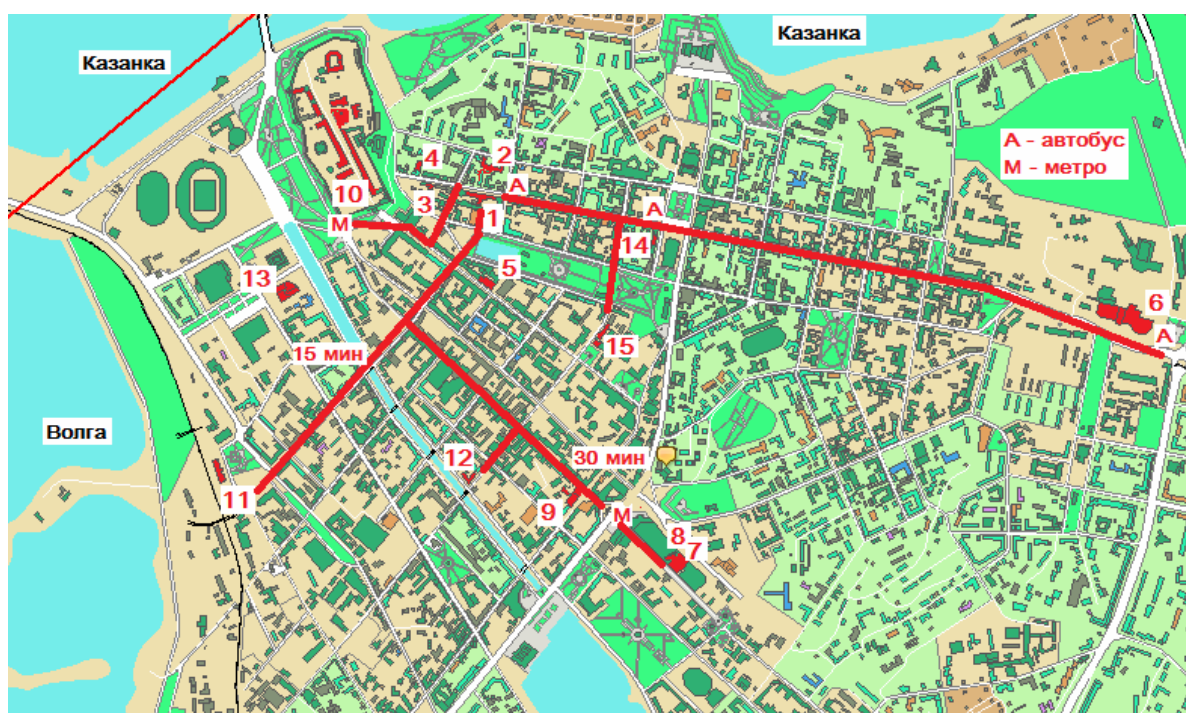 Казанка
Казанка
А - автобус
М - метро
4
2
А
10
3
1
А
М
14
13
5
6
15 мин
15
А
Волга
12
30 мин
11
9
М
8
7